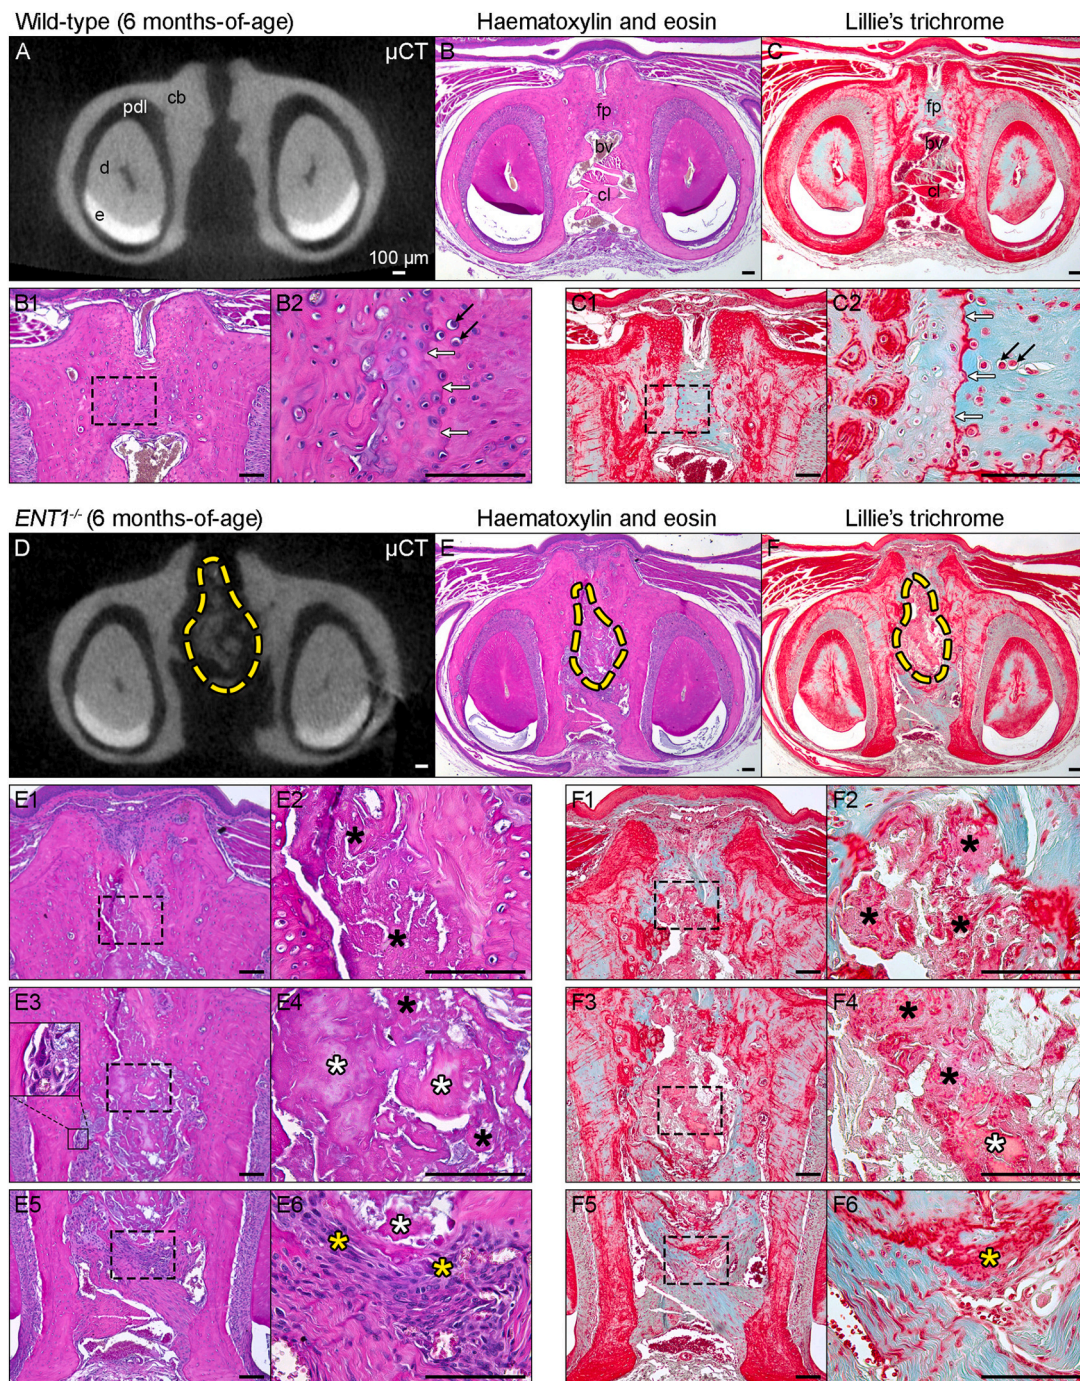 Wild-type (6 months-of-age) Haematoxylin and eosin Lillie's trichrome
A µCT B C
cb
pdl
fp fp
bv bv
d
cl cl
e
100 µm
B1 B2 C1 C2
ENT1-/- (6 months-of-age) Haematoxylin and eosin Lillie's trichrome
D µCT E F
E1 E2 F1 F2
* * * * *
E3 E4 F3 F4
* * * * * * *
E5 E6 F5 F6
* * * *